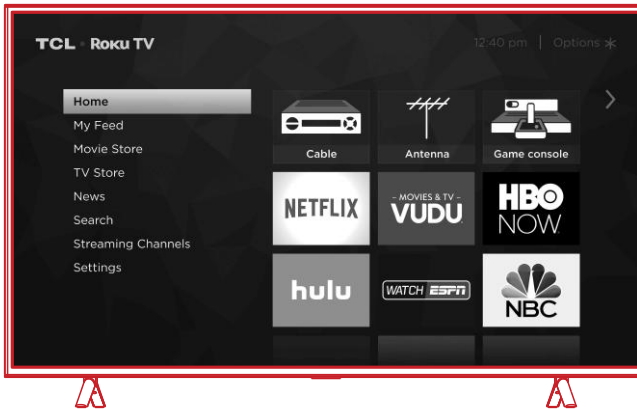 TCL · Roku TV
12:40 pm | Options
Home
My Feed
Movie Store
TV Store
News
Search
Streaming Channels
Settings
Cable
Antenna
Game console
NETFLIX
- MOVIES & TV -
VUDU
HBO
NOW
hulu
WATCH ESPN
NBC